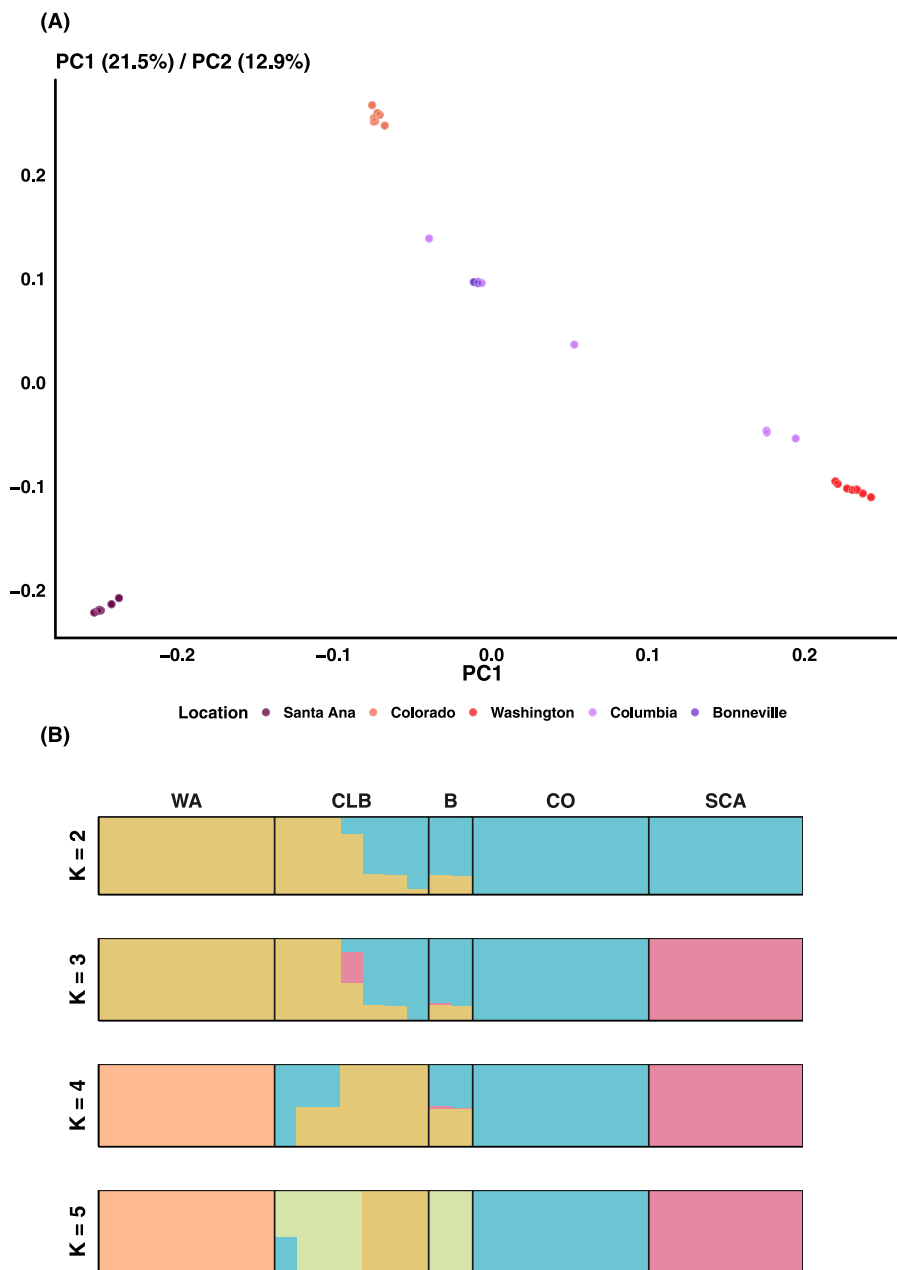 (A)
PC1 (21.5%) / PC2 (12.9%)
0.2
0.1
0.0
−0.1
−0.2
−0.2 −0.1 0.0 0.1 0.2
PC1
Location Santa Ana Colorado Washington Columbia Bonneville
(B)
WA CLB B CO SCA
K = 2
K = 3
K = 4
K = 5